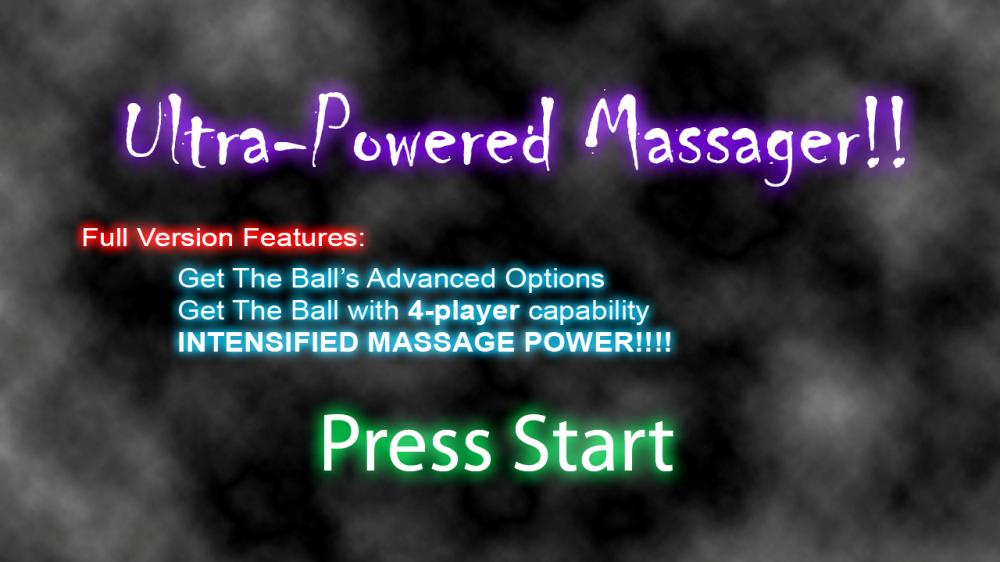 Ultra-Powered Massager!!
Full Version Features:
Get The Ball’s Advanced Options
Get The Ball with 4-player capability
INTENSIFIED MASSAGE POWER!!!!
Press Start